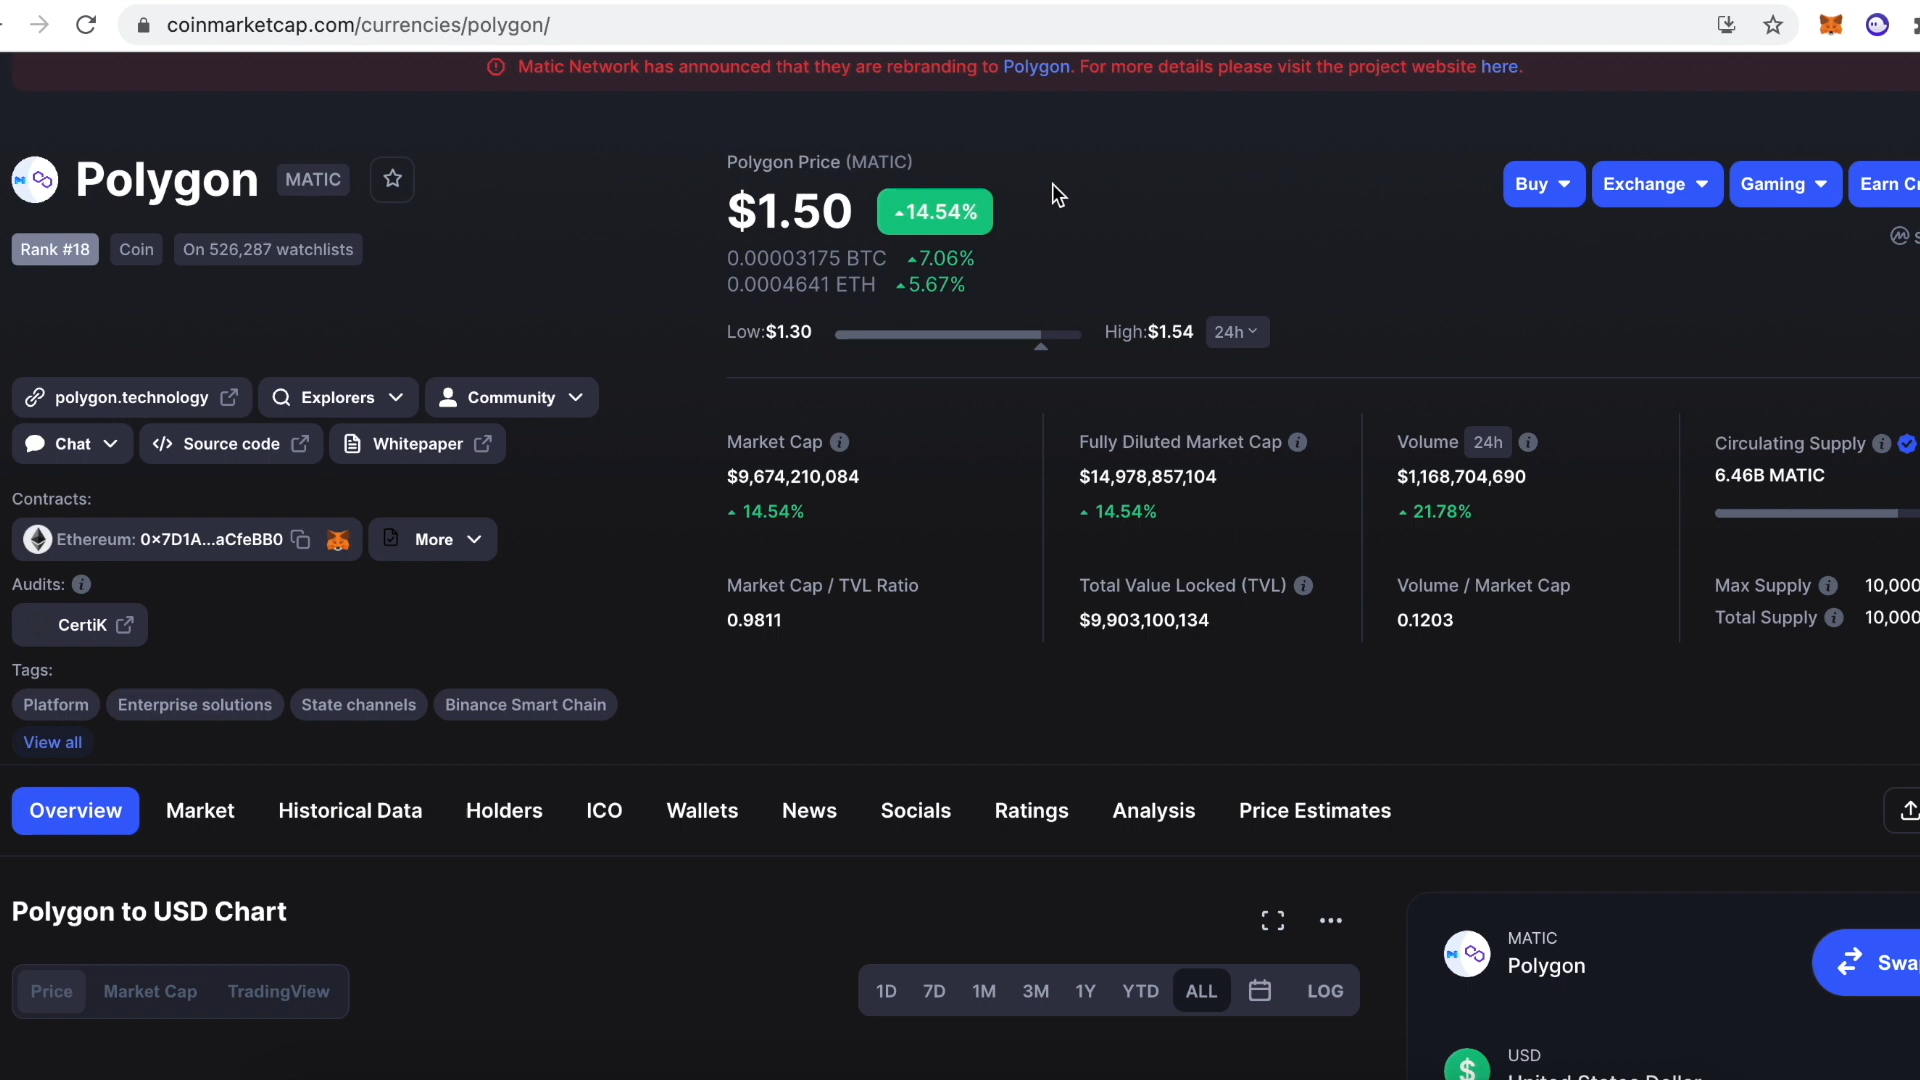 coinmarketcap.com/currencies/polygon/
Matic Network has announced that they are rebranding to Polygon. For more details please visit the project website here.
Polygon MATIC
Rank #18 Coin On 526,287 watchlists
Polygon Price (MATIC)
$1.50 14.54%
0.00003175 BTC 7.06%
0.0004641 ETH 5.67%
Low:$1.30 High:$1.54 24h
Buy Exchange Gaming Earn
polygon.technology Explorers Community
Chat Source code Whitepaper
Contracts:
Ethereum: 0x7D1A...aCfeBB0 More
Audits:
CertiK
Tags:
Platform Enterprise solutions State channels Binance Smart Chain
View all
Market Cap
$9,674,210,084
14.54%
Fully Diluted Market Cap
$14,978,857,104
14.54%
Volume 24h
$1,168,704,690
21.78%
Circulating Supply
6.46B MATIC
Market Cap / TVL Ratio
0.9811
Total Value Locked (TVL)
$9,903,100,134
Volume / Market Cap
0.1203
Max Supply 10,000
Total Supply 10,000
Overview Market Historical Data Holders ICO Wallets News Socials Ratings Analysis Price Estimates
Polygon to USD Chart
Price Market Cap TradingView
1D 7D 1M 3M 1Y YTD ALL LOG
MATIC
Polygon
Swa
USD